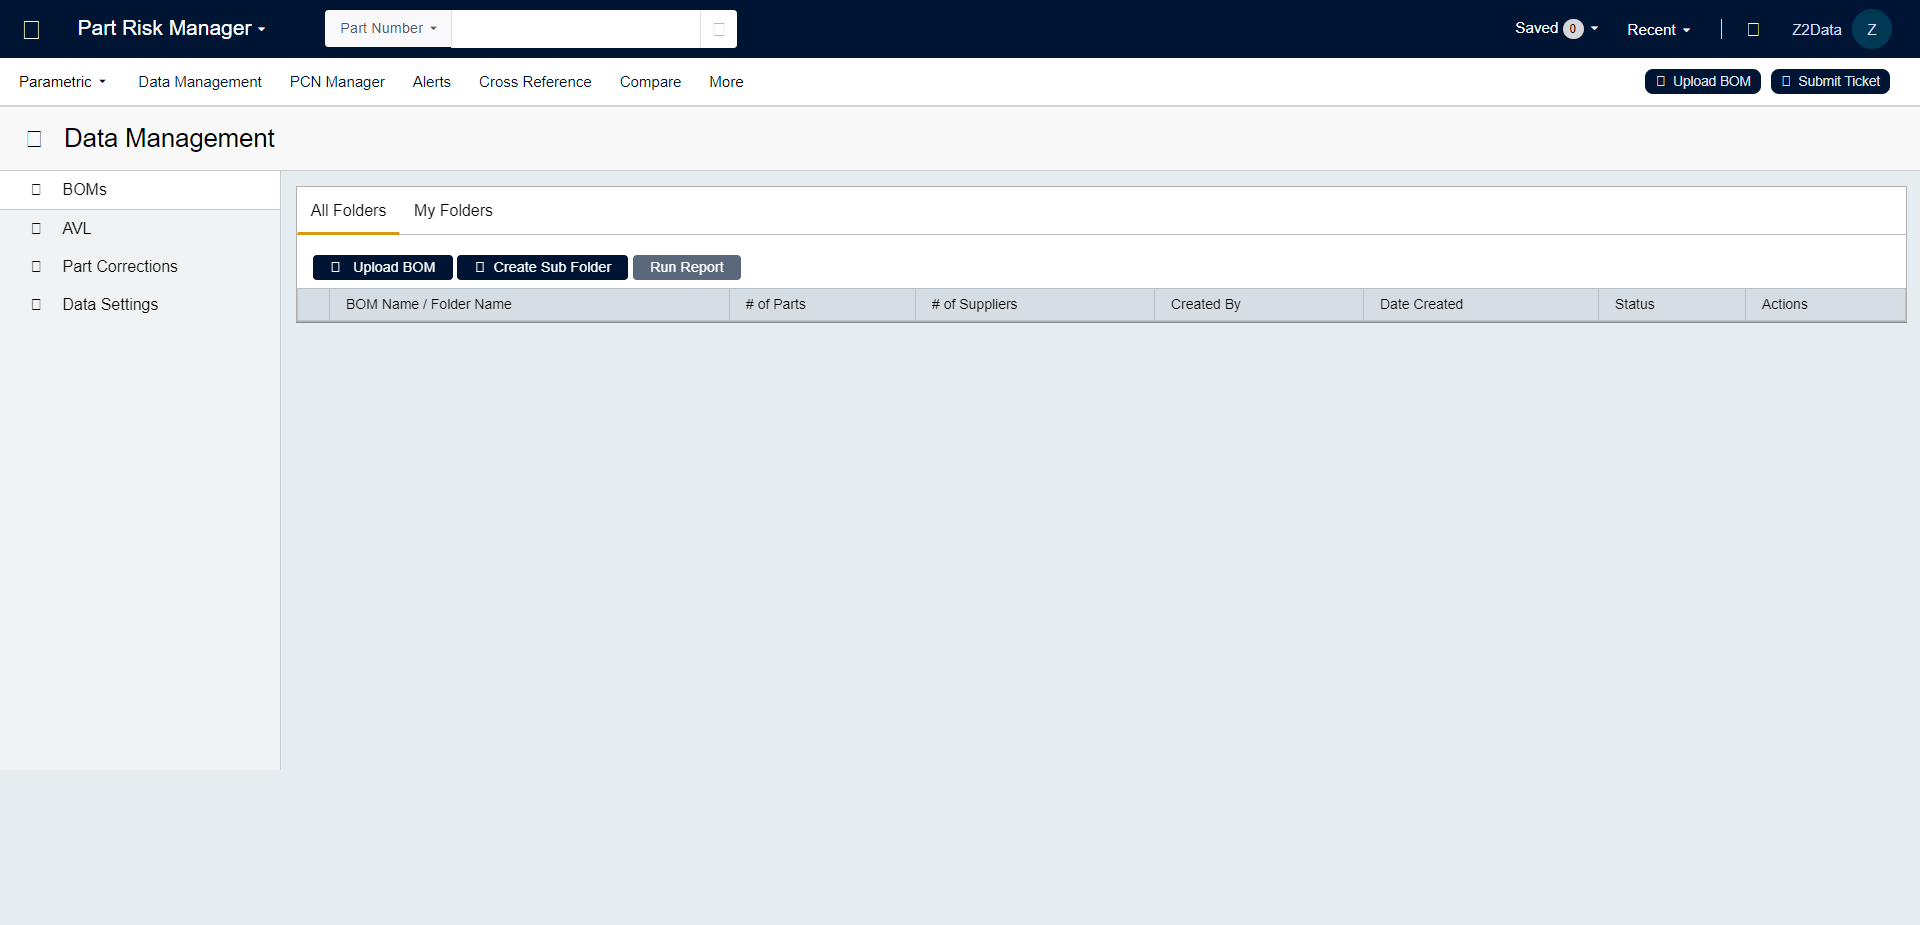 Part Risk Manager
Part Number
Saved 0
Recent
Z2Data
Z
Parametric
Data Management
PCN Manager
Alerts
Cross Reference
Compare
More
Upload BOM
Submit Ticket
Data Management
BOMs
AVL
Part Corrections
Data Settings
All Folders
My Folders
Upload BOM
Create Sub Folder
Run Report
BOM Name / Folder Name
# of Parts
# of Suppliers
Created By
Date Created
Status
Actions